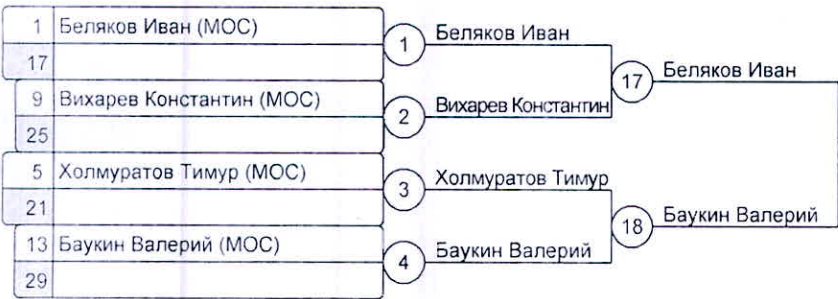 1 Беляков Иван (МОС)
17
1
Беляков Иван
9 Вихарев Константин (МОС)
25
2
Вихарев Константин
17
Беляков Иван
5 Холмуратов Тимур (МОС)
21
3
Холмуратов Тимур
13 Баукин Валерий (МОС)
29
4
Баукин Валерий
18
Баукин Валерий